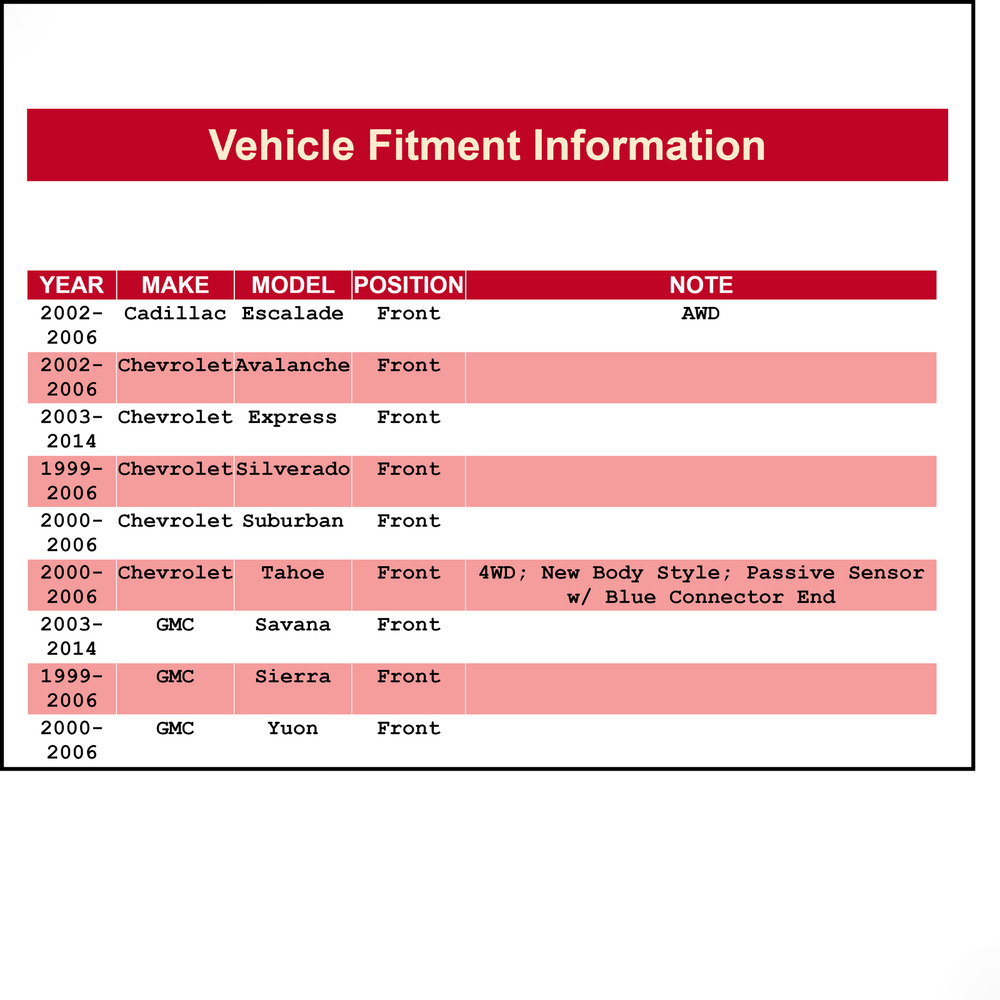 Vehicle Fitment Information
YEAR MAKE MODEL POSITION NOTE
2002- Cadillac Escalade Front AWD
2006
2002- Chevrolet Avalanche Front
2006
2003- Chevrolet Express Front
2014
1999- Chevrolet Silverado Front
2006
2000- Chevrolet Suburban Front
2006
2000- Chevrolet Tahoe Front 4WD; New Body Style; Passive Sensor
2006 w/ Blue Connector End
2003- GMC Savana Front
2014
1999- GMC Sierra Front
2006
2000- GMC Yuon Front
2006